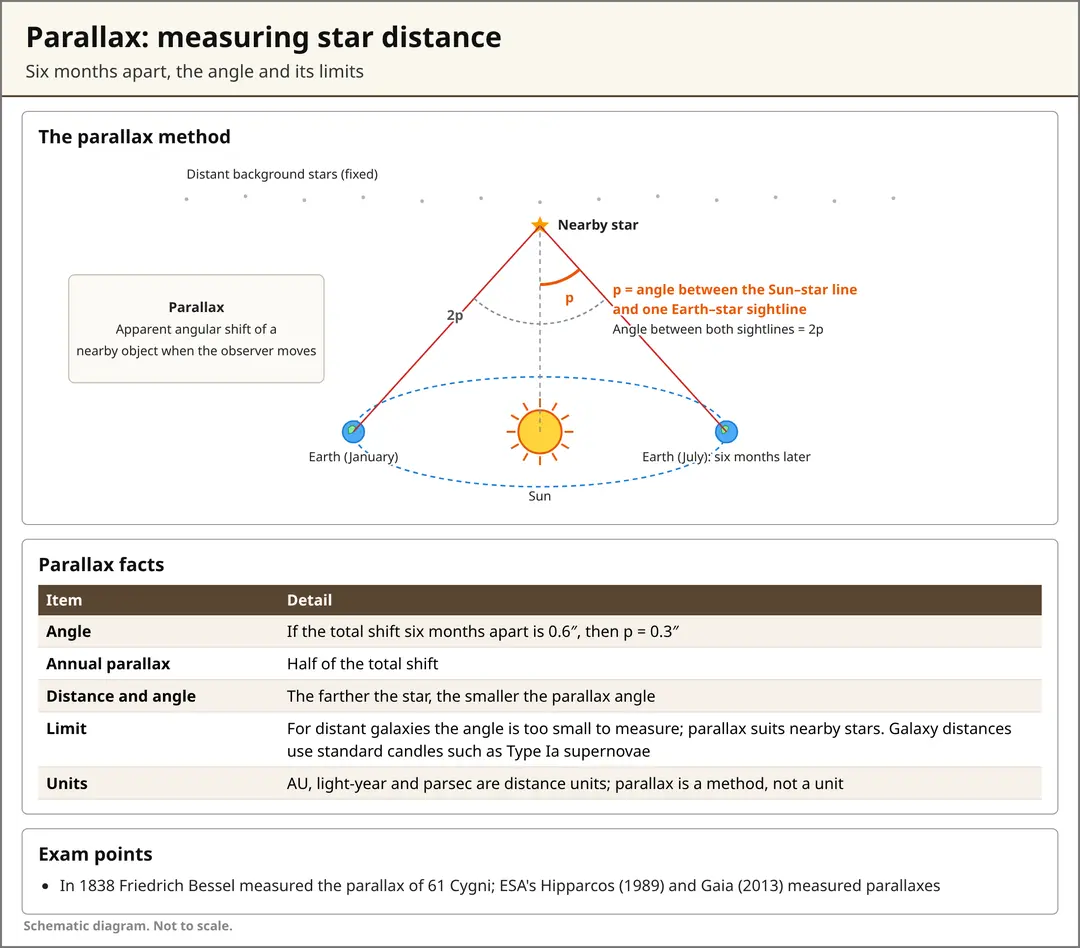 Parallax: measuring star distance
Six months apart, the angle and its limits
The parallax method
Distant background stars (fixed)
Nearby star
p = angle between the Sun–star line
and one Earth–star sightline
Angle between both sightlines = 2p
p
2p
Parallax
Apparent angular shift of a
nearby object when the observer moves
Earth (January)
Earth (July): six months later
Sun
Parallax facts
Item Detail
Angle If the total shift six months apart is 0.6″, then p = 0.3″
Annual parallax Half of the total shift
Distance and angle The farther the star, the smaller the parallax angle
Limit For distant galaxies the angle is too small to measure; parallax suits nearby stars. Galaxy distances
use standard candles such as Type Ia supernovae
Units AU, light-year and parsec are distance units; parallax is a method, not a unit
Exam points
• In 1838 Friedrich Bessel measured the parallax of 61 Cygni; ESA's Hipparcos (1989) and Gaia (2013) measured parallaxes
Schematic diagram. Not to scale.